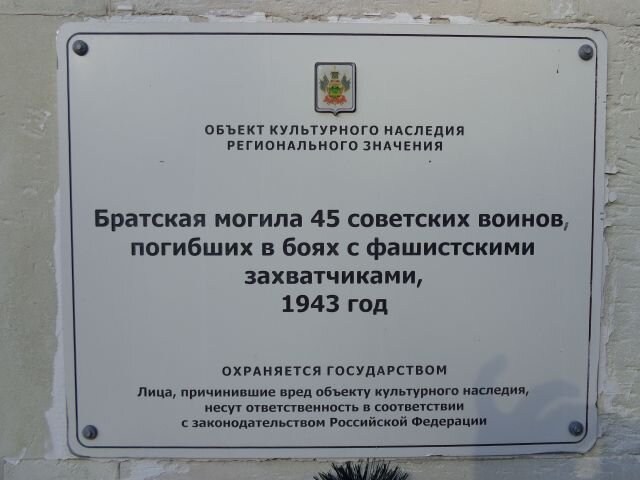 ОБЪЕКТ КУЛЬТУРНОГО НАСЛЕДИЯ
РЕГИОНАЛЬНОГО ЗНАЧЕНИЯ
Братская могила 45 советских воинов,
погибших в боях с фашистскими
захватчиками,
1943 год
ОХРАНЯЕТСЯ ГОСУДАРСТВОМ
Лица, причинившие вред объекту культурного наследия,
несут ответственность в соответствии
с законодательством Российской Федерации